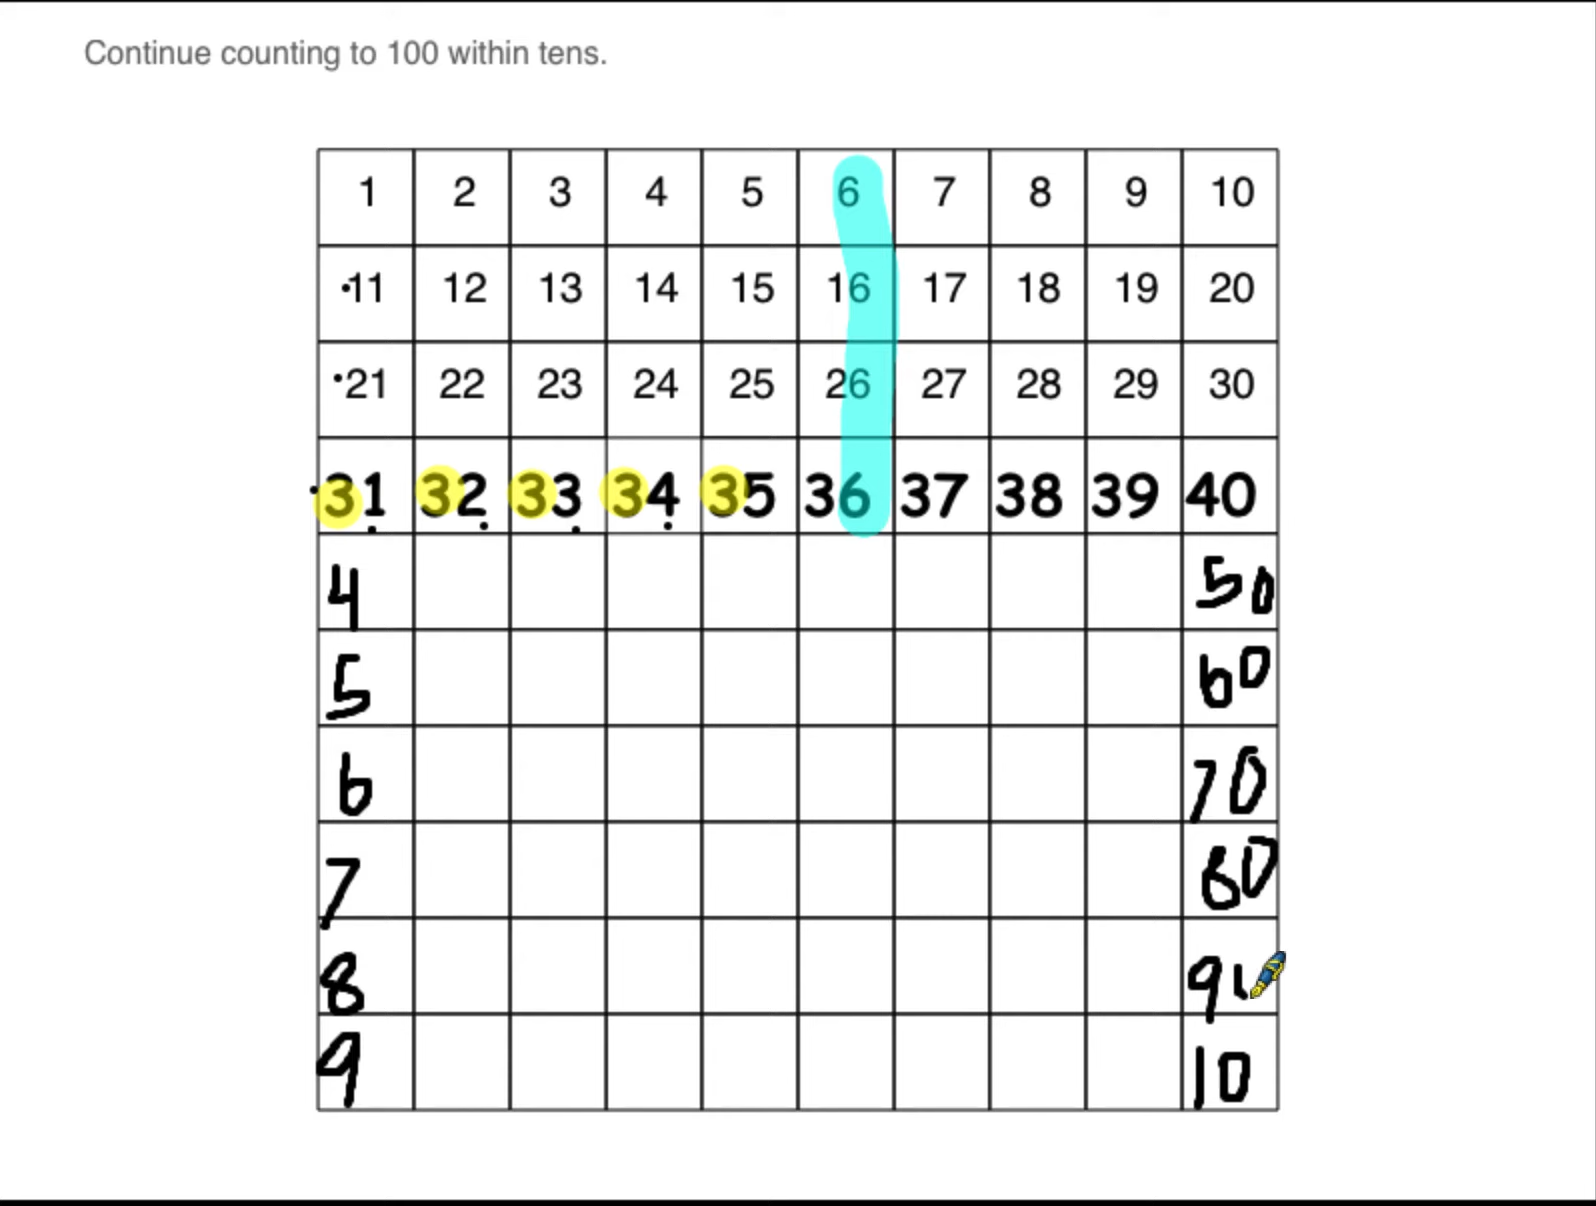 Continue counting to 100 within tens.
1 2 3 4 5 6 7 8 9 10
11 12 13 14 15 16 17 18 19 20
21 22 23 24 25 26 27 28 29 30
31 32 33 34 35 36 37 38 39 40
4 50
5 60
6 70
7 80
8 9
9 10